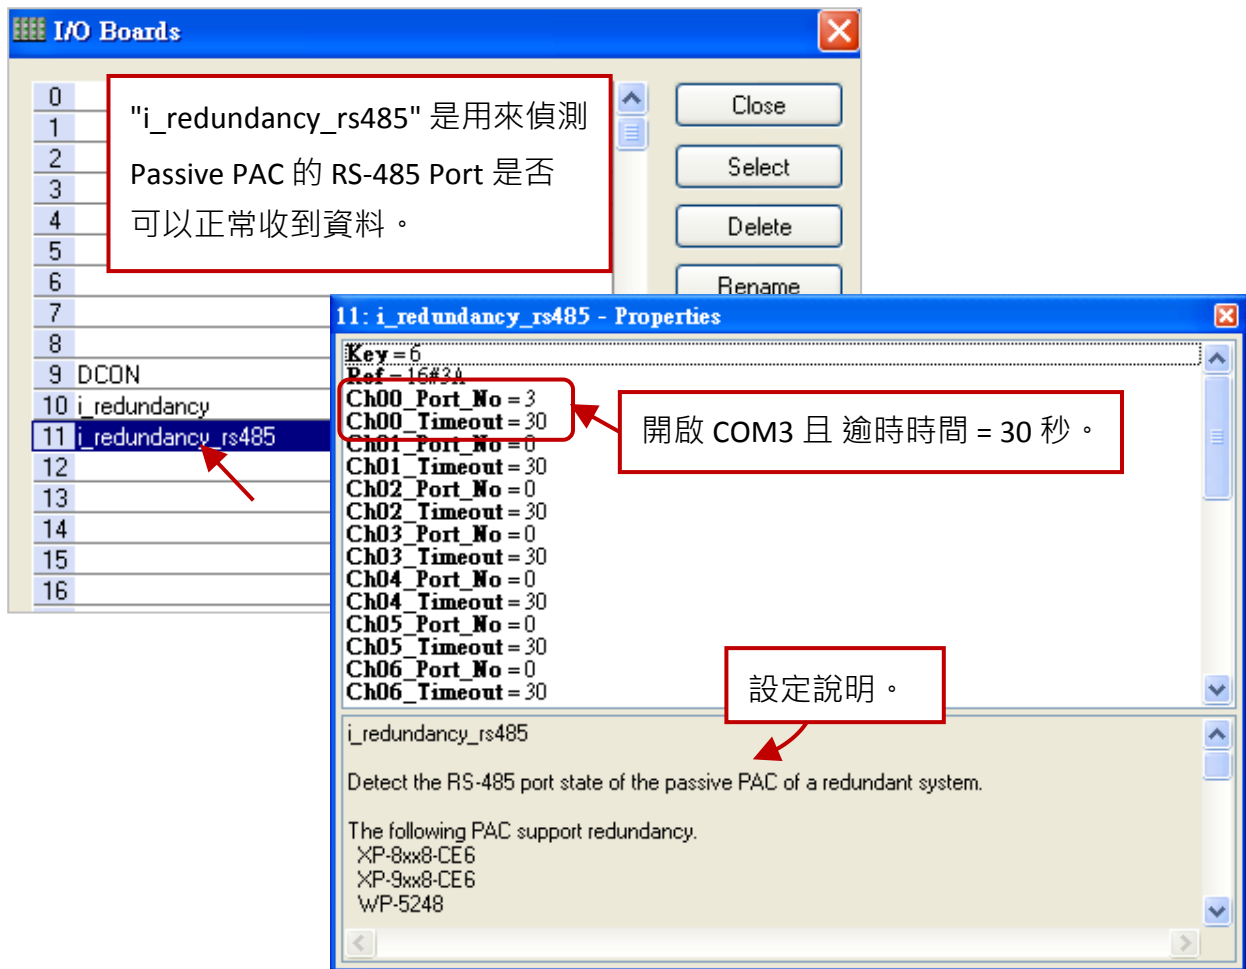 I/O Boards
0
1
2
3
4
5
6
7
8
9 DCON
10 i_redundancy
11 i_redundancy_rs485
12
13
14
15
16
"i_redundancy_rs485" 是用來偵測
Passive PAC 的 RS-485 Port 是否
可以正常收到資料。
Close
Select
Delete
Rename
11: i_redundancy_rs485 - Properties
Key = 6
Ref = 16#3A
Ch00_Port_No = 3
Ch00_Timeout = 30
Ch01_Port_No = 0
Ch01_Timeout = 30
Ch02_Port_No = 0
Ch02_Timeout = 30
Ch03_Port_No = 0
Ch03_Timeout = 30
Ch04_Port_No = 0
Ch04_Timeout = 30
Ch05_Port_No = 0
Ch05_Timeout = 30
Ch06_Port_No = 0
Ch06_Timeout = 30
開啟 COM3 且 逾時時間 = 30 秒。
設定說明。
i_redundancy_rs485
Detect the RS-485 port state of the passive PAC of a redundant system.
The following PAC support redundancy.
XP-8xx8-CE6
XP-9xx8-CE6
WP-5248